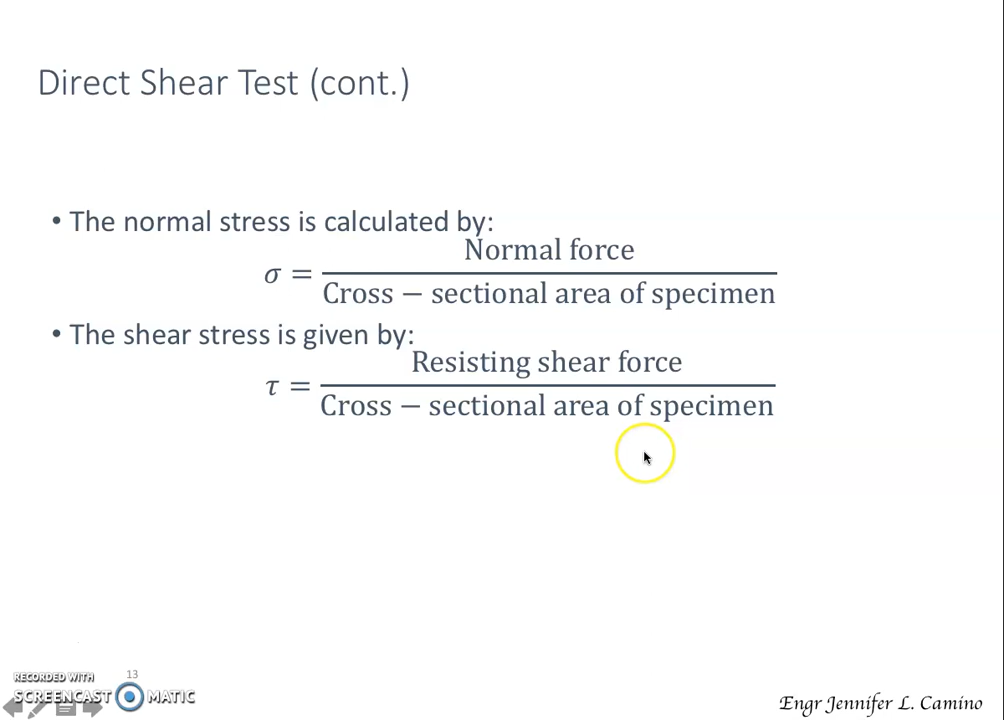 Direct Shear Test (cont.)
• The normal stress is calculated by:
Normal force
σ =
Cross − sectional area of specimen
• The shear stress is given by:
Resisting shear force
τ =
Cross − sectional area of specimen
RECORDED WITH
SCREENCAST MATIC
13
Engr Jennifer L. Camino